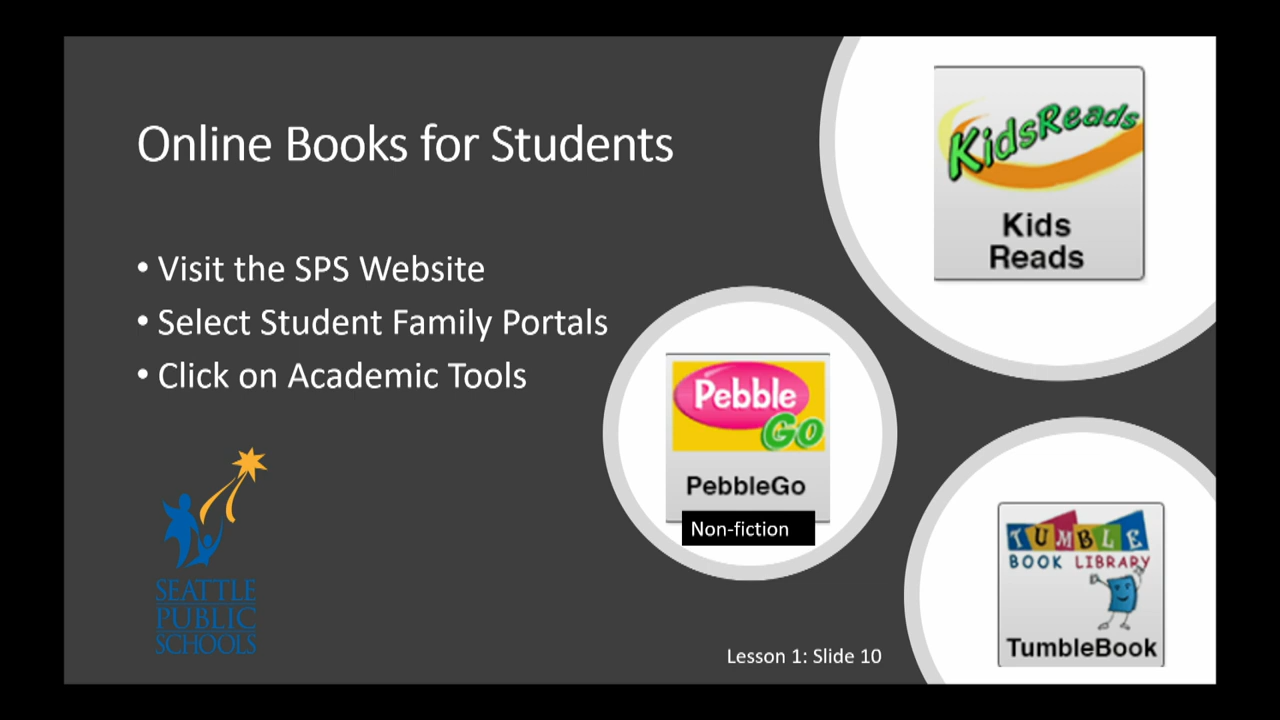 Online Books for Students
• Visit the SPS Website
• Select Student Family Portals
• Click on Academic Tools
SEATTLE
PUBLIC
SCHOOLS
KidsReads
Kids
Reads
Pebble
Go
PebbleGo
Non-fiction
TUMBLE
BOOK LIBRARY
TumbleBook
Lesson 1: Slide 10